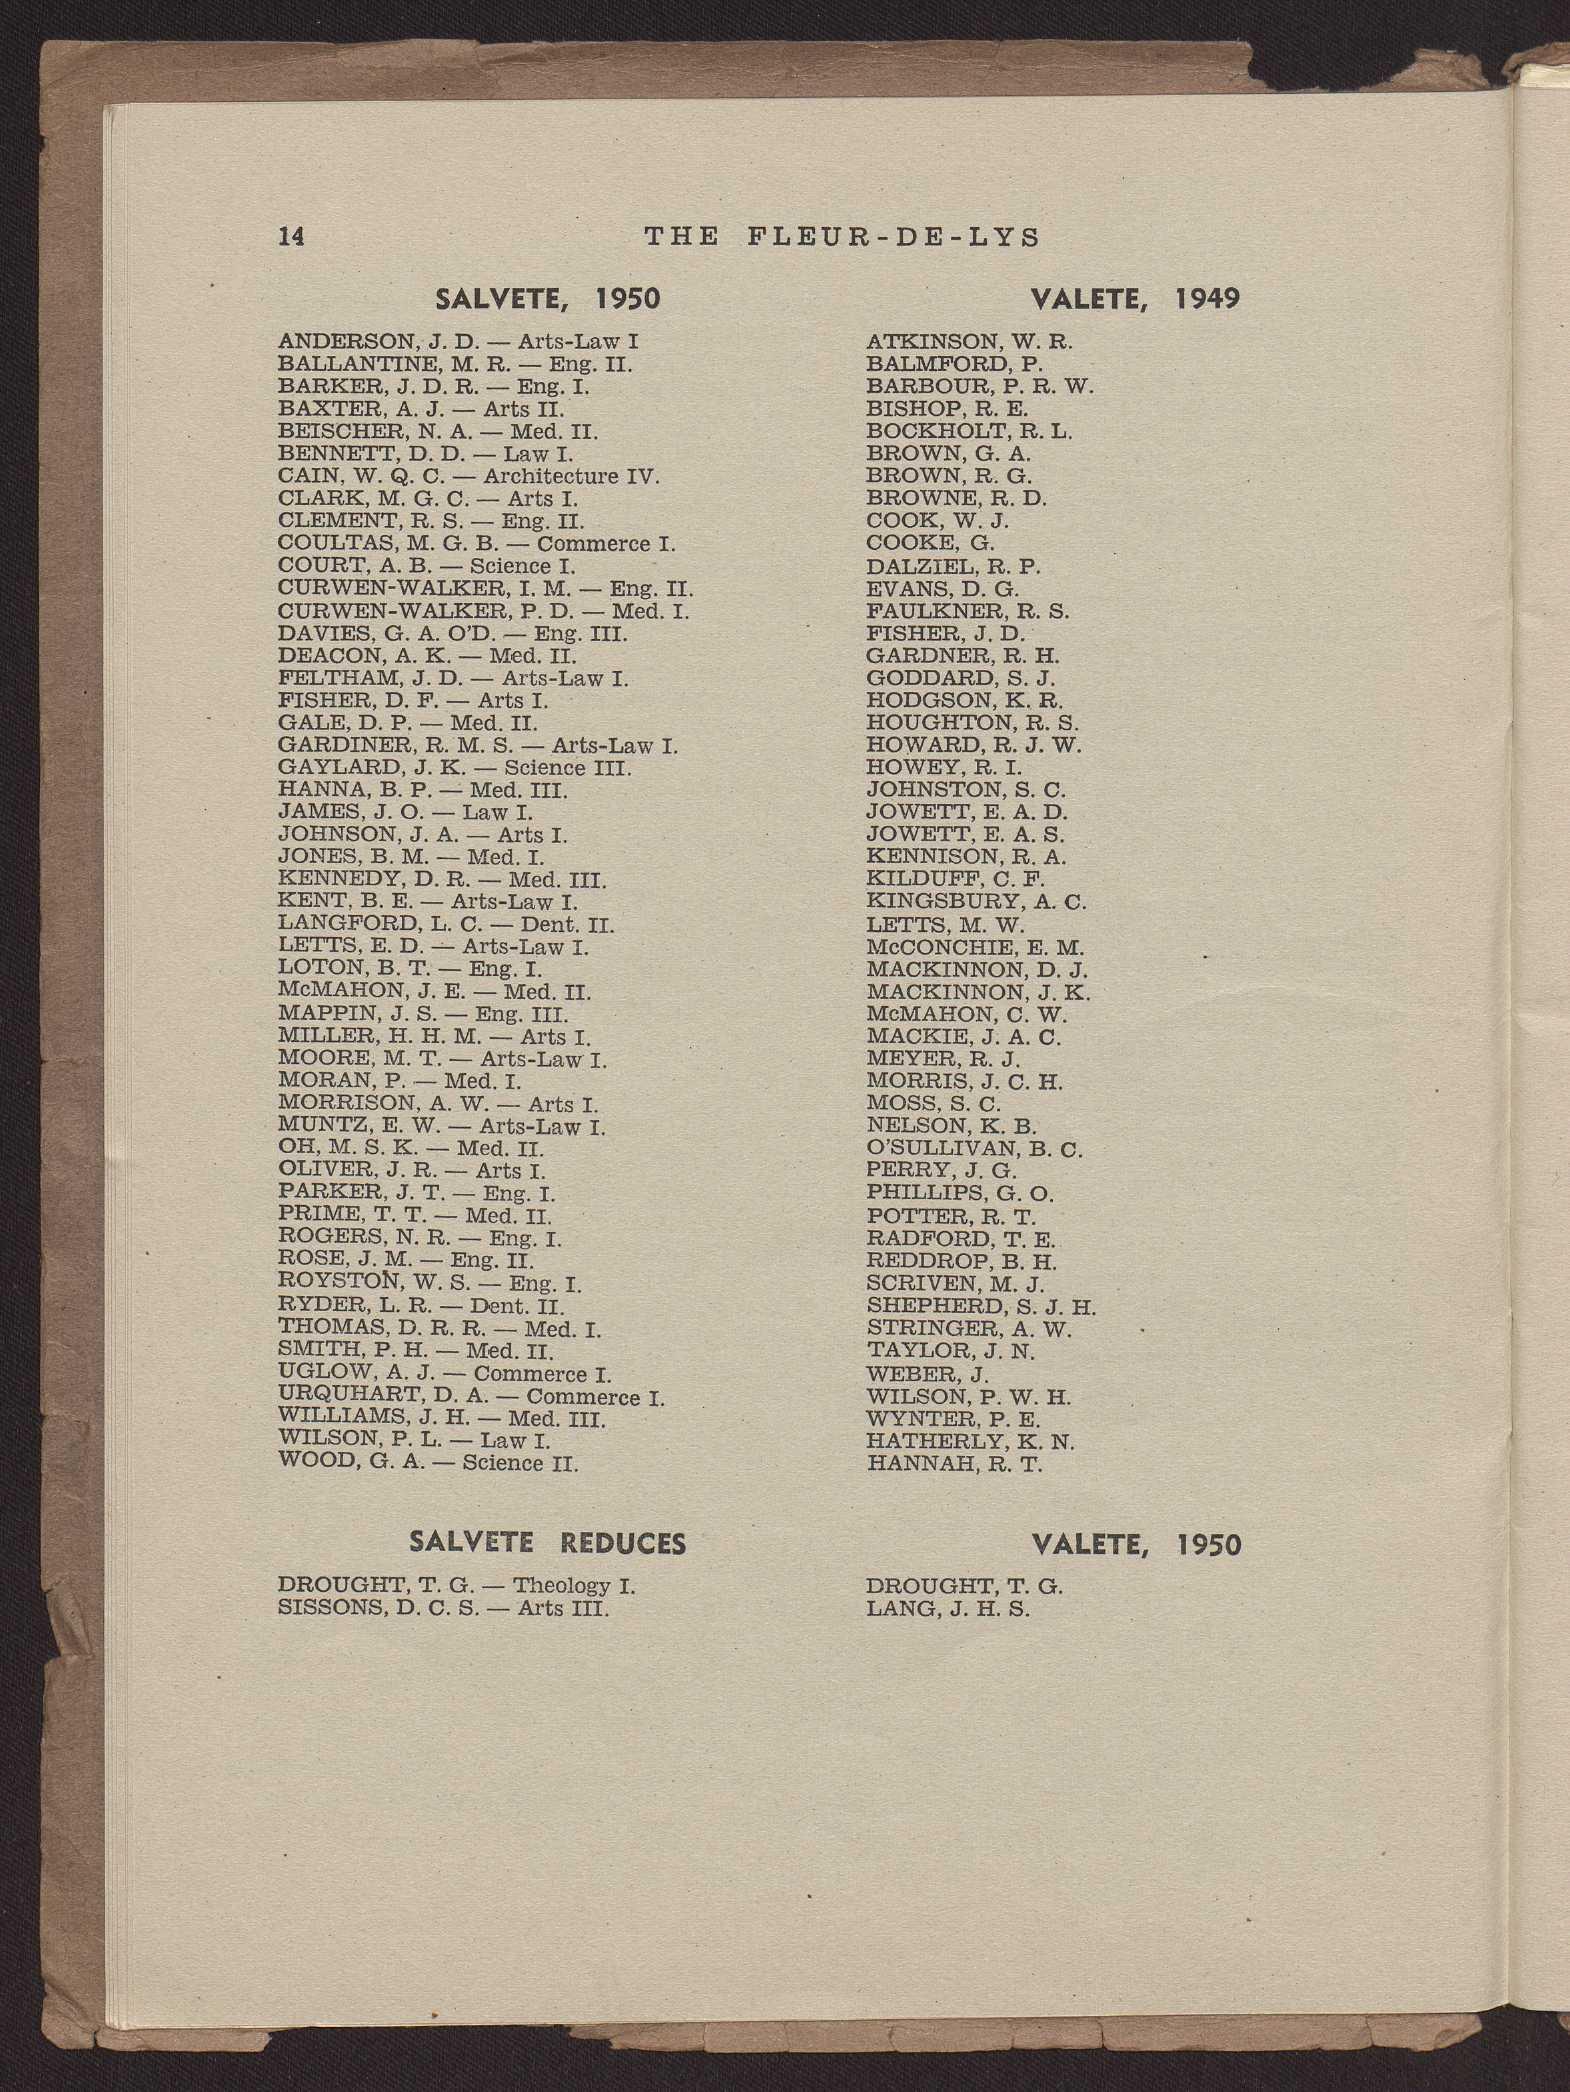 14
THE FLEUR-DE-LYS
SALVETE, 1950
ANDERSON, J. D. — Arts-Law I
BALLANTINE, M. R. — Eng. II.
BARKER, J. D. R. — Eng. I.
BAXTER, A. J. — Arts II.
BEISCHER, N. A. — Med. II.
BENNETT, D. D. — Law I.
CAIN, W. Q. C. — Architecture IV.
CLARK, M. G. C. — Arts I.
CLEMENT, R. S. — Eng. II.
COULTAS, M. G. B. — Commerce I.
COURT, A. B. — Science I.
CURWEN-WALKER, I. M. — Eng. II.
CURWEN-WALKER, P. D. — Med. I.
DAVIES, G. A. O'D. — Eng. III.
DEACON, A. K. — Med. II.
FELTHAM, J. D. — Arts-Law I.
FISHER, D. F. — Arts I.
GALE, D. P. — Med. II.
GARDINER, R. M. S. — Arts-Law I.
GAYLARD, J. K. — Science III.
HANNA, B. P. — Med. III.
JAMES, J. O. — Law I.
JOHNSON, J. A. — Arts I.
JONES, B. M. — Med. I.
KENNEDY, D. R. — Med. III.
KENT, B. E. — Arts-Law I.
LANGFORD, L. C. — Dent. II.
LETTS, E. D. — Arts-Law I.
LOTON, B. T. — Eng. I.
McMAHON, J. E. — Med. II.
MAPPIN, J. S. — Eng. III.
MILLER, H. H. M. — Arts I.
MOORE, M. T. — Arts-Law I.
MORAN, P. — Med. I.
MORRISON, A. W. — Arts I.
MUNTZ, E. W. — Arts-Law I.
OH, M. S. K. — Med. II.
OLIVER, J. R. — Arts I.
PARKER, J. T. — Eng. I.
PRIME, T. T. — Med. II.
ROGERS, N. R. — Eng. I.
ROSE, J. M. — Eng. II.
ROYSTON, W. S. — Eng. I.
RYDER, L. R. — Dent. II.
THOMAS, D. R. R. — Med. I.
SMITH, P. H. — Med. II.
UGLOW, A. J. — Commerce I.
URQUHART, D. A. — Commerce I.
WILLIAMS, J. H. — Med. III.
WILSON, P. L. — Law I.
WOOD, G. A. — Science II.
SALVETE REDUCES
DROUGHT, T. G. — Theology I.
SISSONS, D. C. S. — Arts III.
VALETE, 1949
ATKINSON, W. R.
BALMFORD, P.
BARBOUR, P. R. W.
BISHOP, R. E.
BOCKHOLT, R. L.
BROWN, G. A.
BROWN, R. G.
BROWNE, R. D.
COOK, W. J.
COOKE, G.
DALZIEL, R. P.
EVANS, D. G.
FAULKNER, R. S.
FISHER, J. D.
GARDNER, R. H.
GODDARD, S. J.
HODGSON, K. R.
HOUGHTON, R. S.
HOWARD, R. J. W.
HOWEY, R. I.
JOHNSTON, S. C.
JOWETT, E. A. D.
JOWETT, E. A. S.
KENNISON, R. A.
KILDUFF, C. F.
KINGSBURY, A. C.
LETTS, M. W.
McCONCHIE, E. M.
MACKINNON, D. J.
MACKINNON, J. K.
McMAHON, C. W.
MACKIE, J. A. C.
MEYER, R. J.
MORRIS, J. C. H.
MOSS, S. C.
NELSON, K. B.
O'SULLIVAN, B. C.
PERRY, J. G.
PHILLIPS, G. O.
POTTER, R. T.
RADFORD, T. E.
REDDROP, B. H.
SCRIVEN, M. J.
SHEPHERD, S. J. H.
STRINGER, A. W.
TAYLOR, J. N.
WEBER, J.
WILSON, P. W. H.
WYNTER, P. E.
HATHERLY, K. N.
HANNAH, R. T.
VALETE, 1950
DROUGHT, T. G.
LANG, J. H. S.